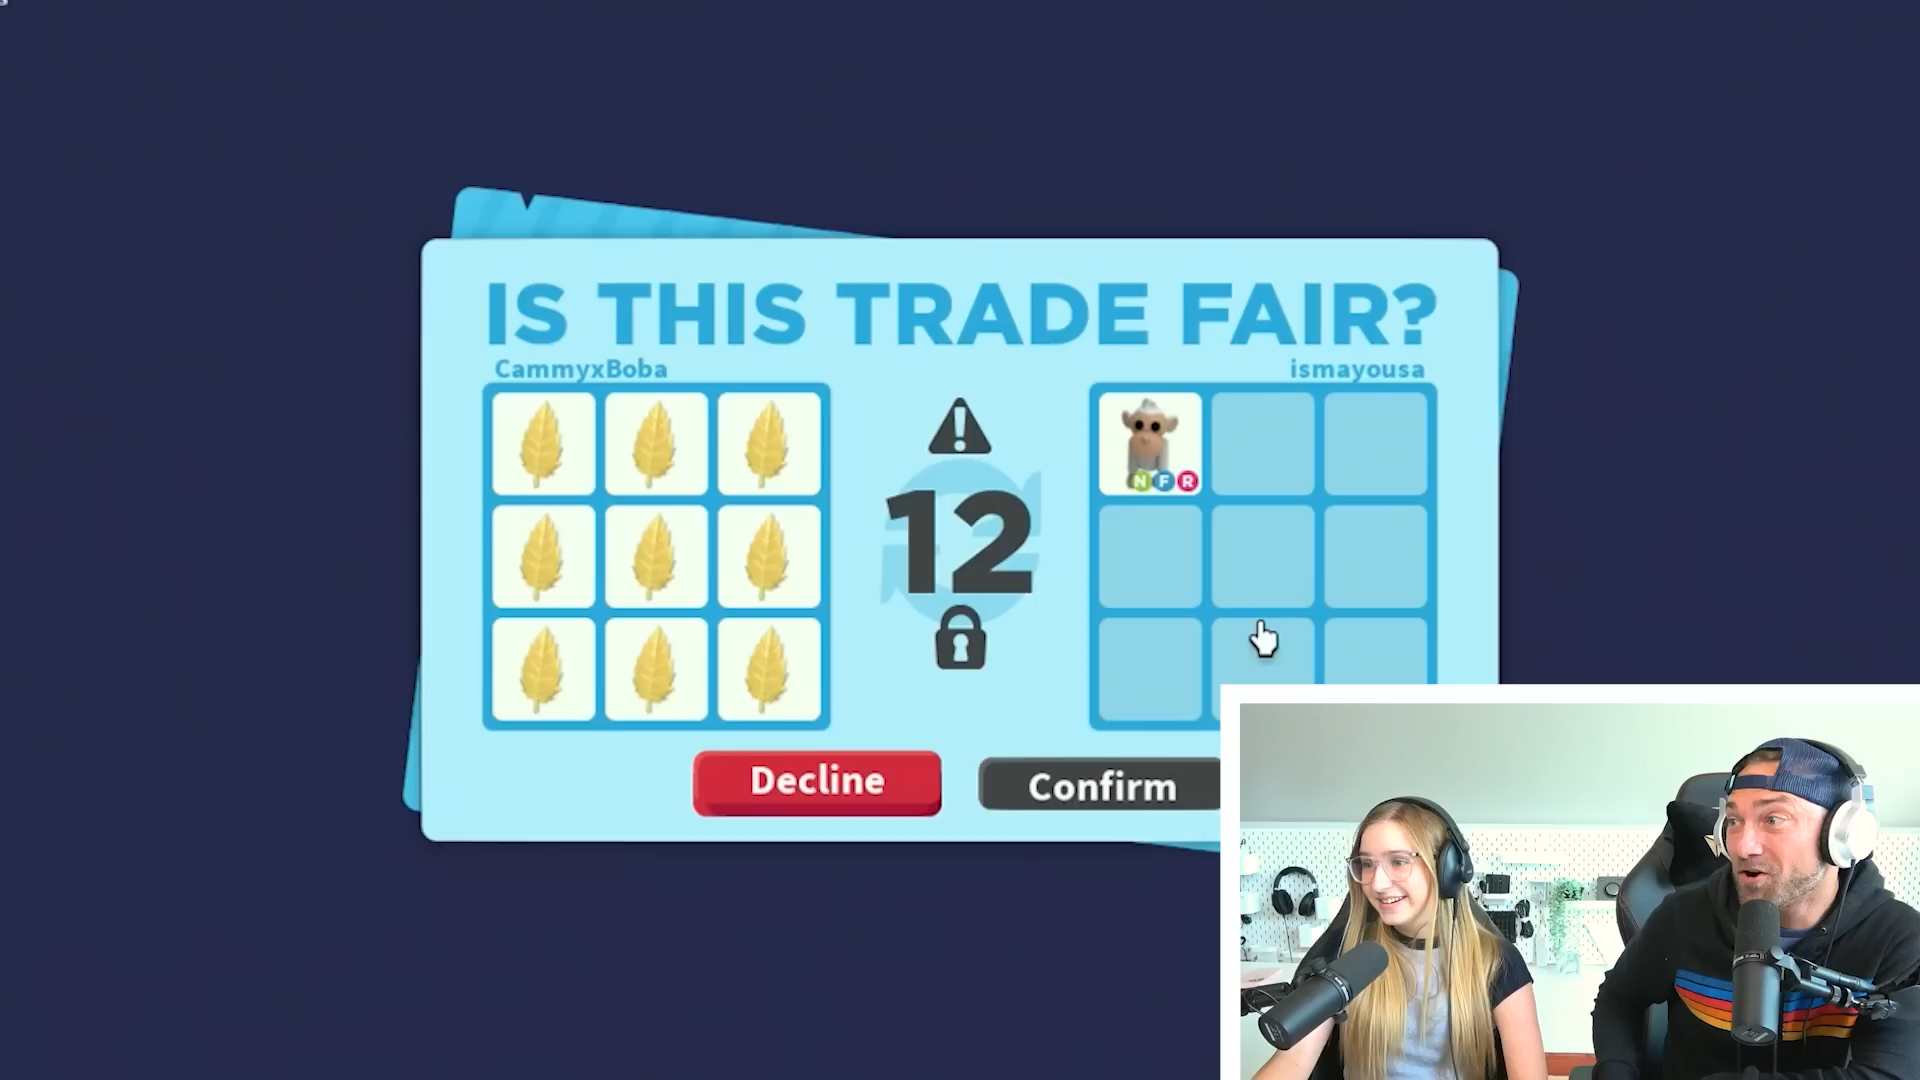 IS THIS TRADE FAIR?
CammyxBoba
ismayousa
12
N F R
Decline
Confirm